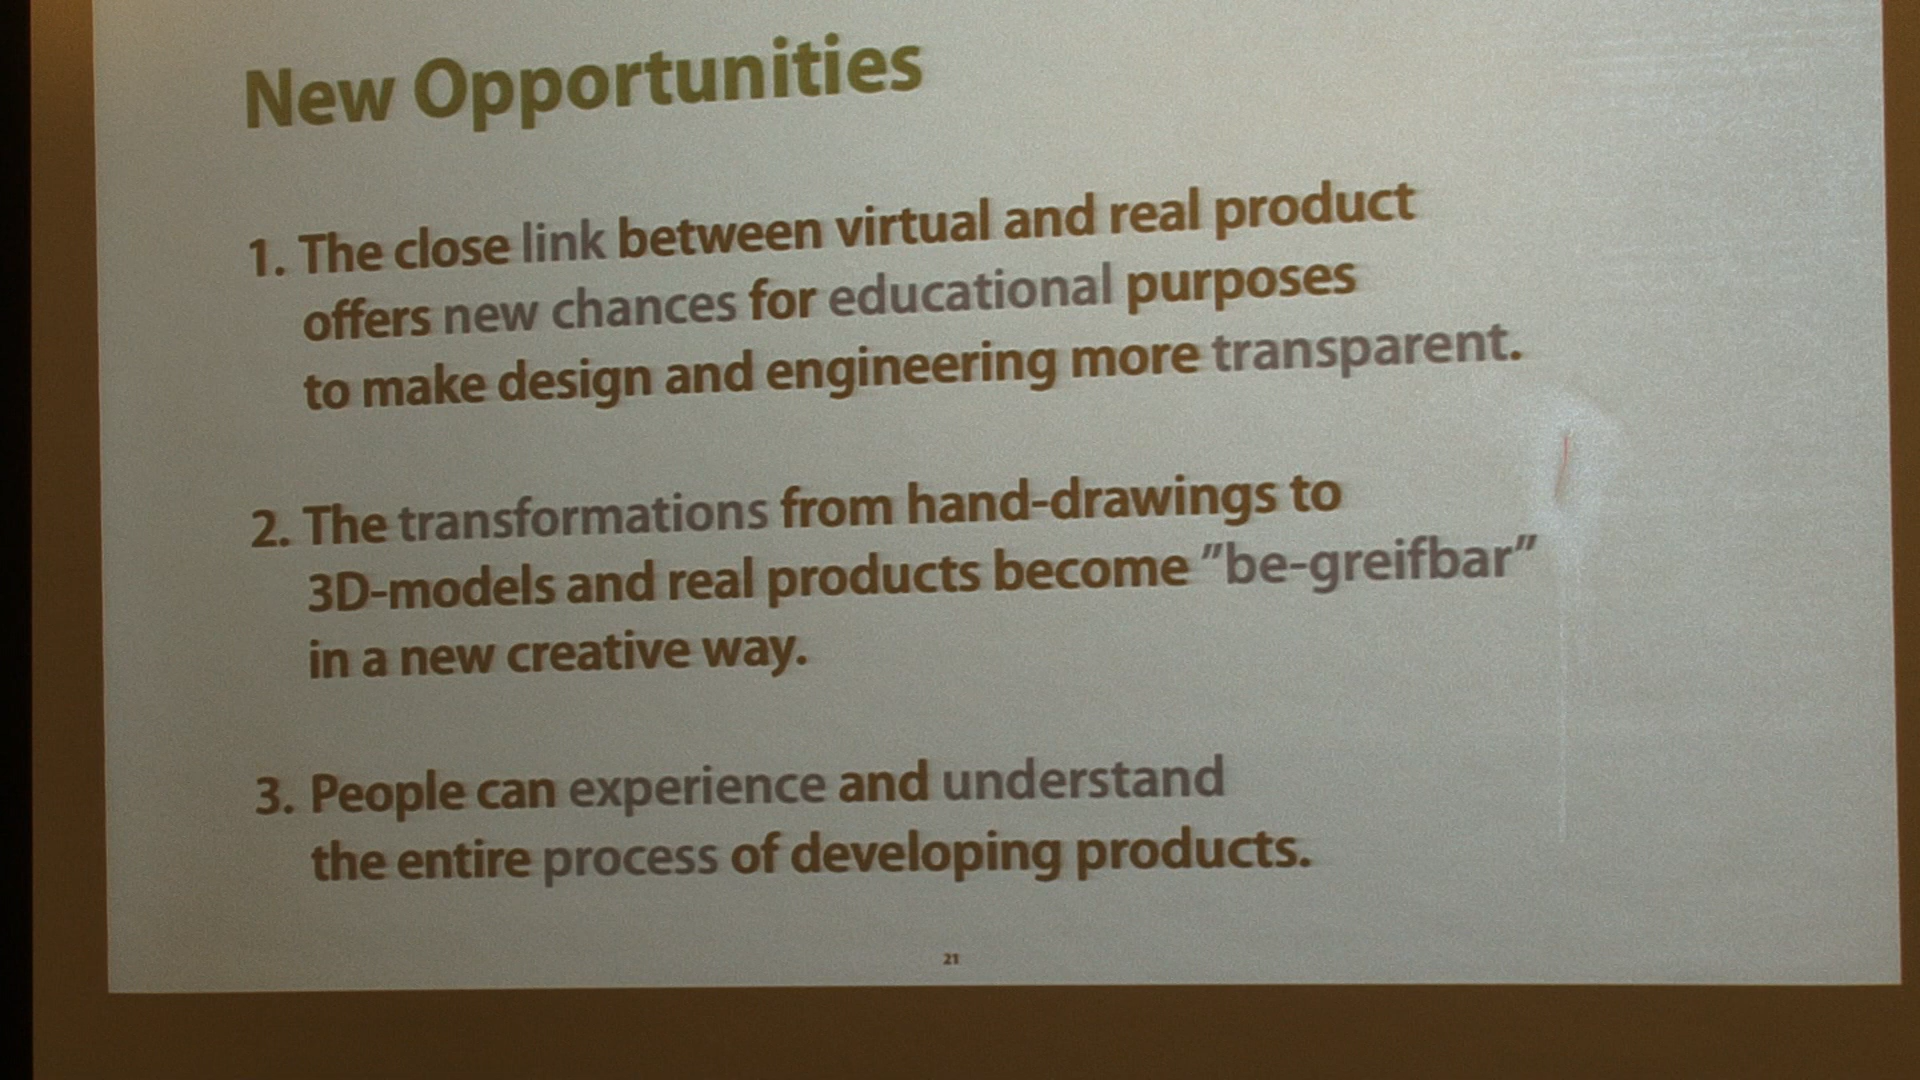 New Opportunities
1. The close link between virtual and real product
offers new chances for educational purposes
to make design and engineering more transparent.
2. The transformations from hand-drawings to
3D-models and real products become ”be-greifbar”
in a new creative way.
3. People can experience and understand
the entire process of developing products.
21